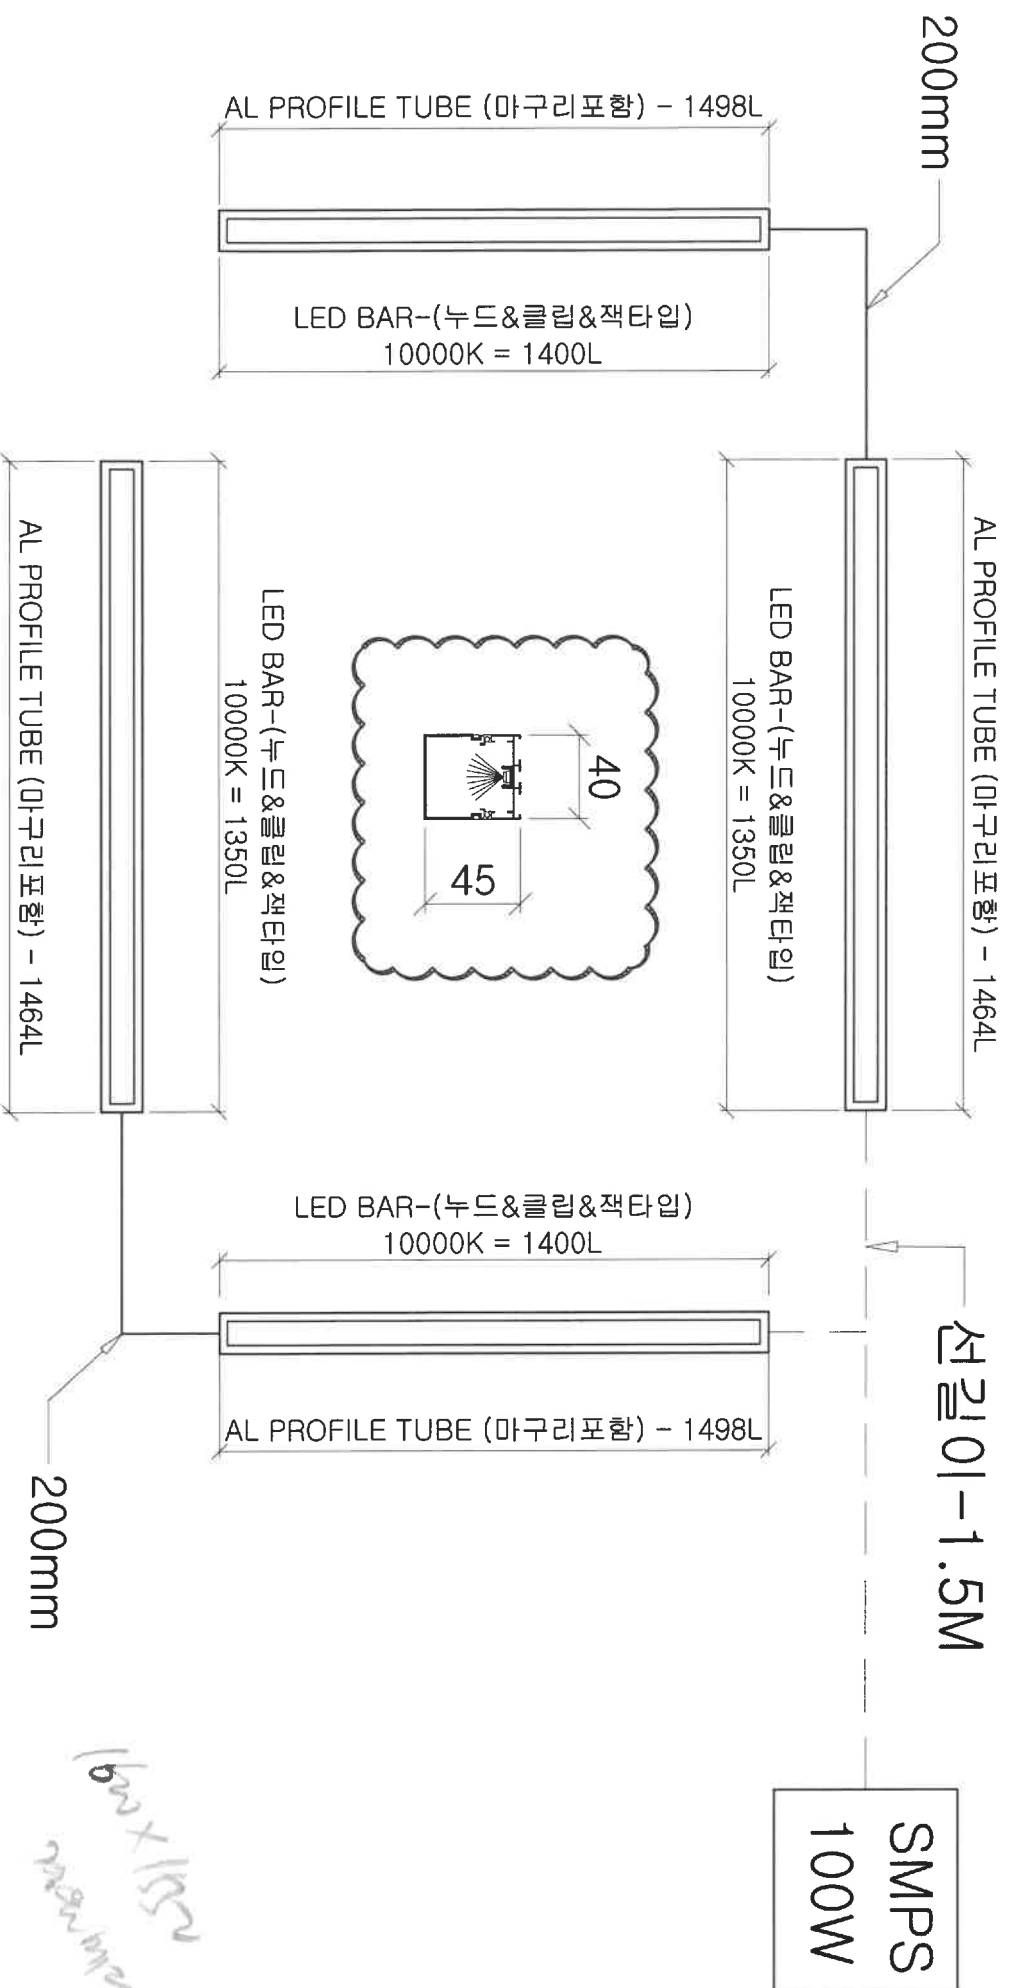 200mm
AL PROFILE TUBE (마구리포함) - 1498L
LED BAR-(누드&클립&잭타입)
10000K = 1400L
AL PROFILE TUBE (마구리포함) - 1464L
LED BAR-(누드&클립&잭타입)
10000K = 1350L
40
45
LED BAR-(누드&클립&잭타입)
10000K = 1350L
AL PROFILE TUBE (마구리포함) - 1464L
LED BAR-(누드&클립&잭타입)
10000K = 1400L
AL PROFILE TUBE (마구리포함) - 1498L
선길이-1.5M
200mm
SMPS
100W